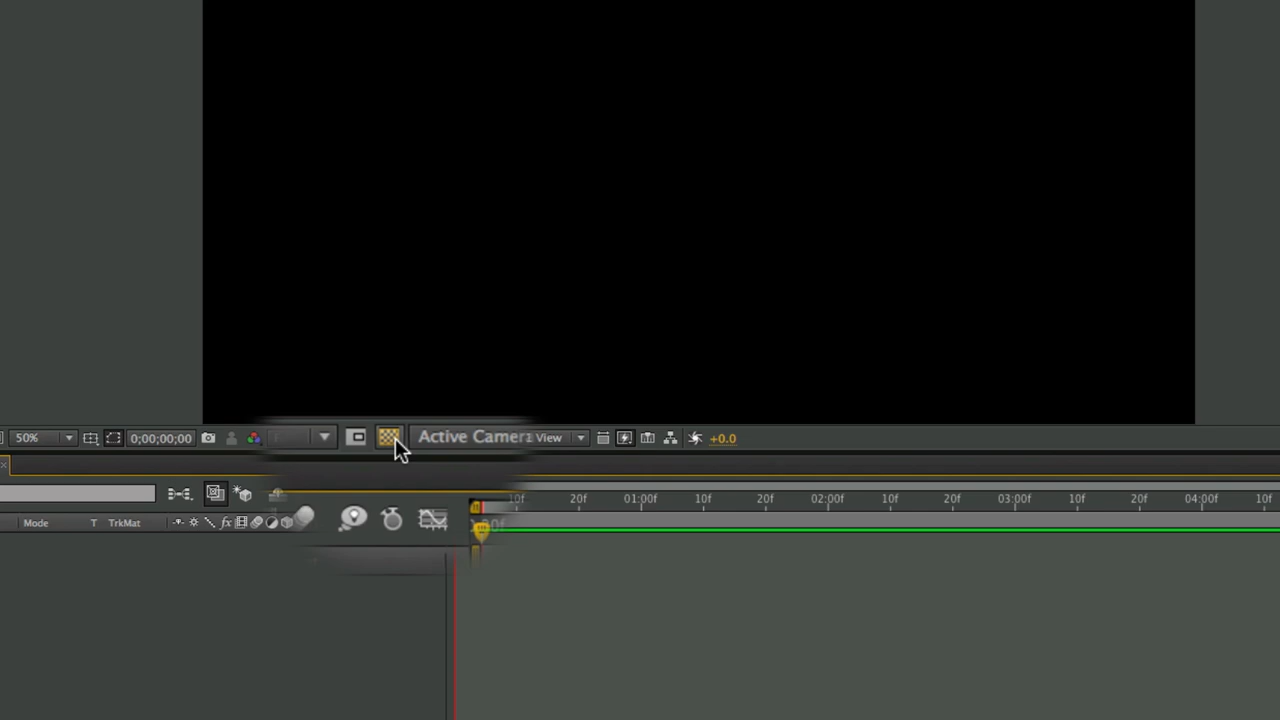 50% 0;00;00;00 Active Camera View +0.0
10f 20f 01:00f 10f 20f 02:00f 10f 20f 03:00f 10f 20f 04:00f 10f
Mode T TrkMat fx